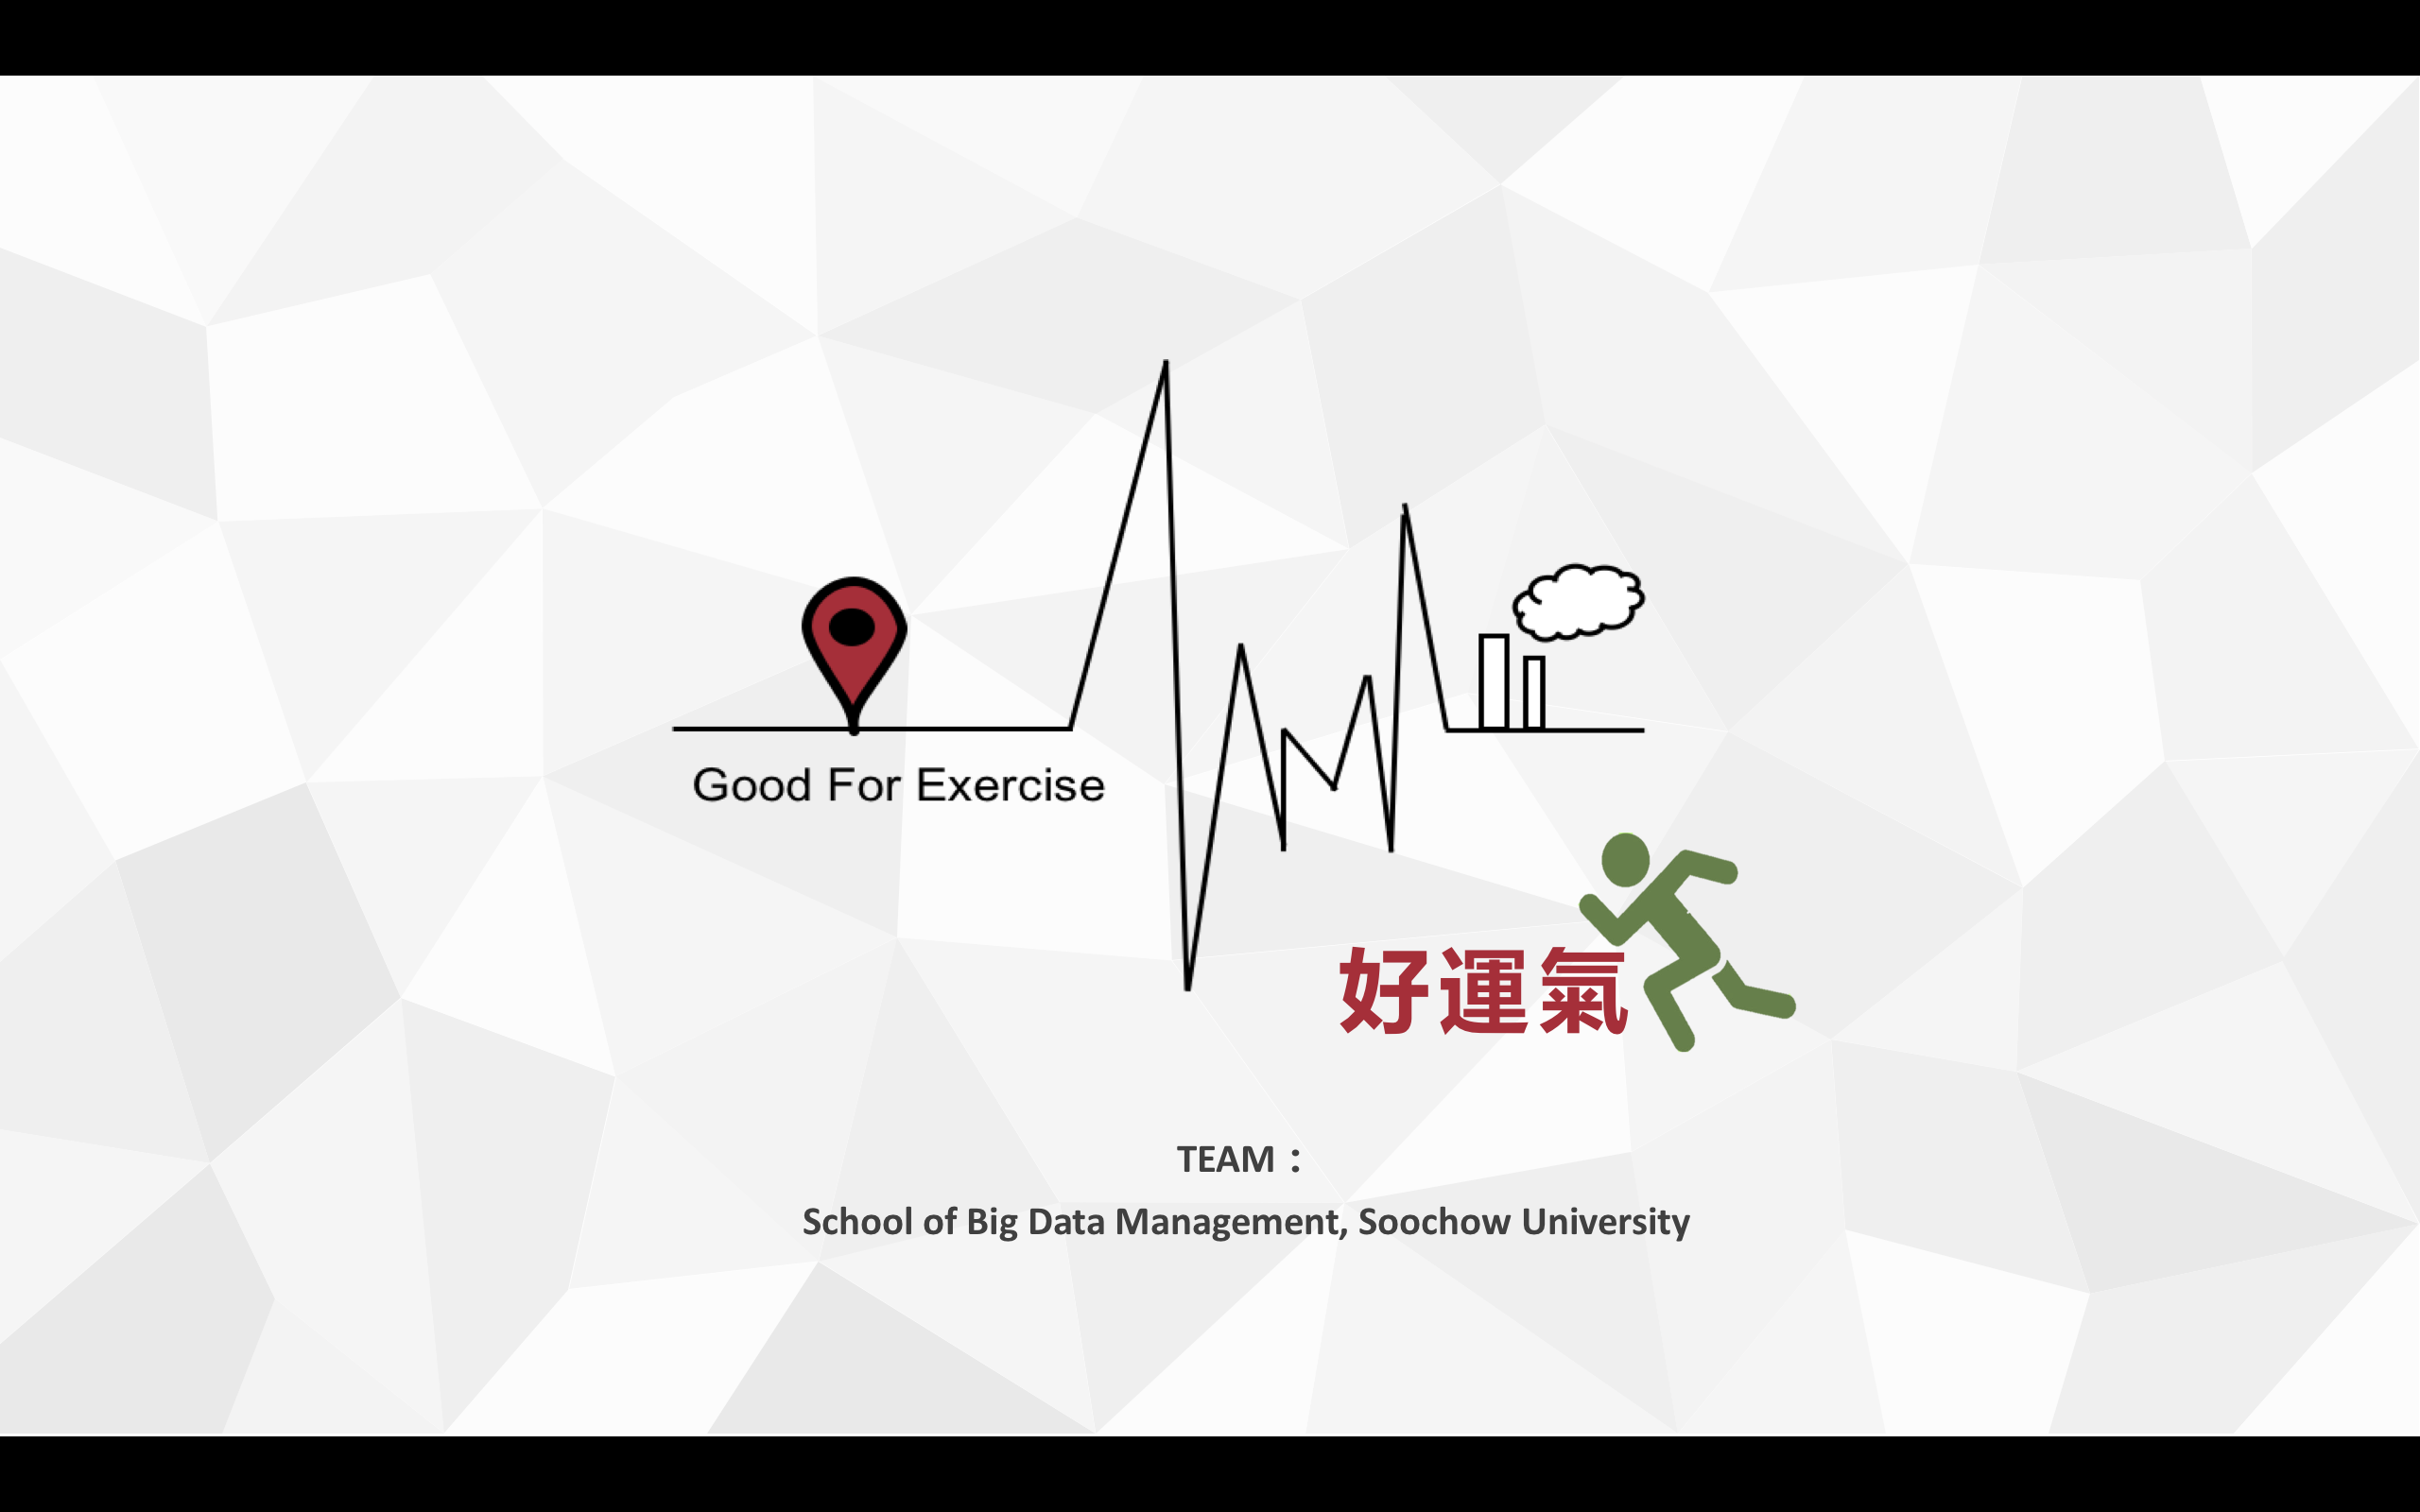 Good For Exercise
好運氣
TEAM：
School of Big Data Management, Soochow University